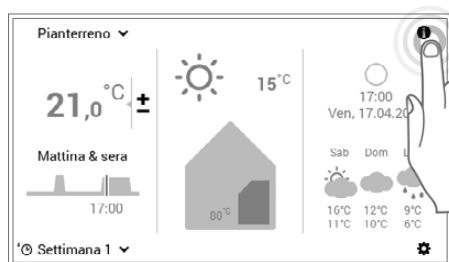 Pianterreno
21,0 °C ±
Mattina & sera
17:00
Settimana 1
15°C
80°C
17:00
Ven, 17.04.20
Sab Dom
16°C 12°C 9°C
11°C 10°C 6°C